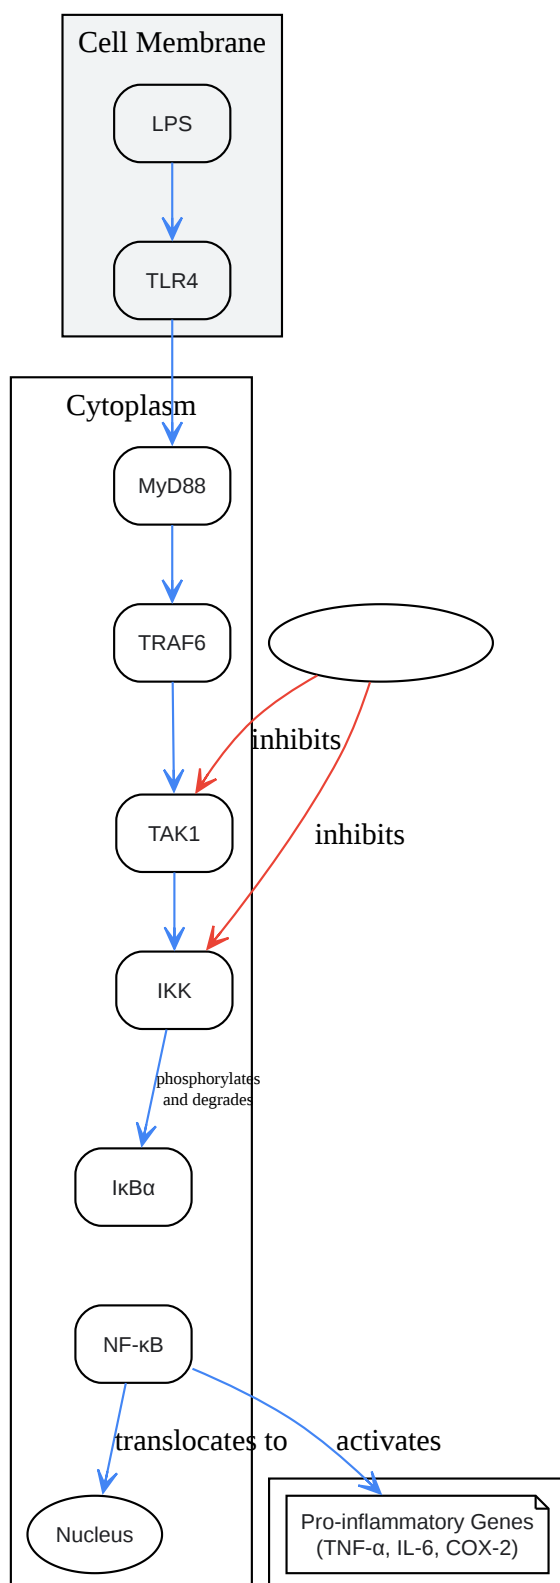 Cell Membrane
LPS
TLR4
Cytoplasm
MyD88
TRAF6
inhibits
TAK1
inhibits
IKK
phosphorylates
and degrades
IκBα
NF-κB
translocates to
activates
Nucleus
Pro-inflammatory Genes
(TNF-α, IL-6, COX-2)